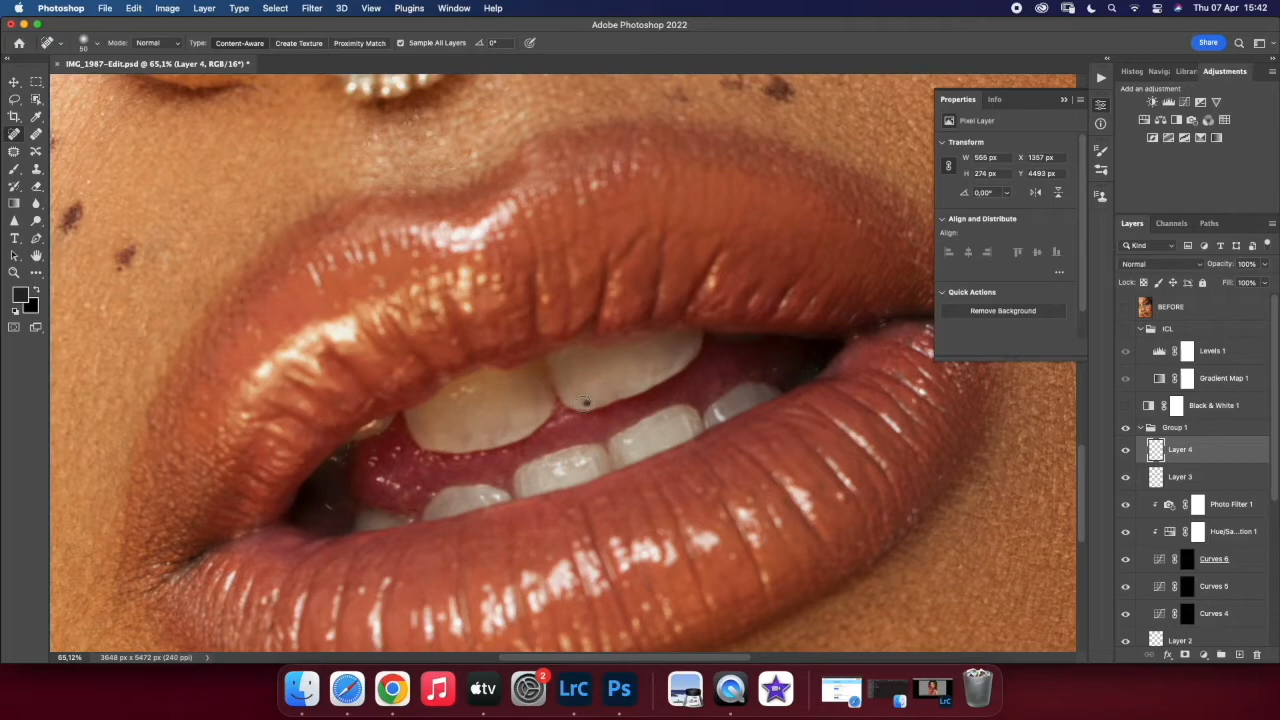 Photoshop File Edit Image Layer Type Select Filter 3D View Plugins Window Help Thu 07 Apr 15:42
Adobe Photoshop 2022
50 Mode: Normal Type: Content-Aware Create Texture Proximity Match Sample All Layers 0° Share
IMG_1987-Edit.psd @ 65,1% (Layer 4, RGB/16*) *
Histog Navig Librar Adjustments
Add an adjustment
Properties Info
Pixel Layer
Transform
W 555 px X 1357 px
H 274 px Y 4493 px
0,00°
Align and Distribute
Align:
Quick Actions
Remove Background
Layers Channels Paths
Kind
Normal Opacity: 100%
Lock: Fill: 100%
BEFORE
ICL
Levels 1
Gradient Map 1
Black & White 1
Group 1
Layer 4
Layer 3
Photo Filter 1
Hue/Sa...tion 1
Curves 6
Curves 5
Curves 4
Layer 2
fx
65,12% 3648 px x 5472 px (240 ppi)
tv
2
LrC
Ps
LrC